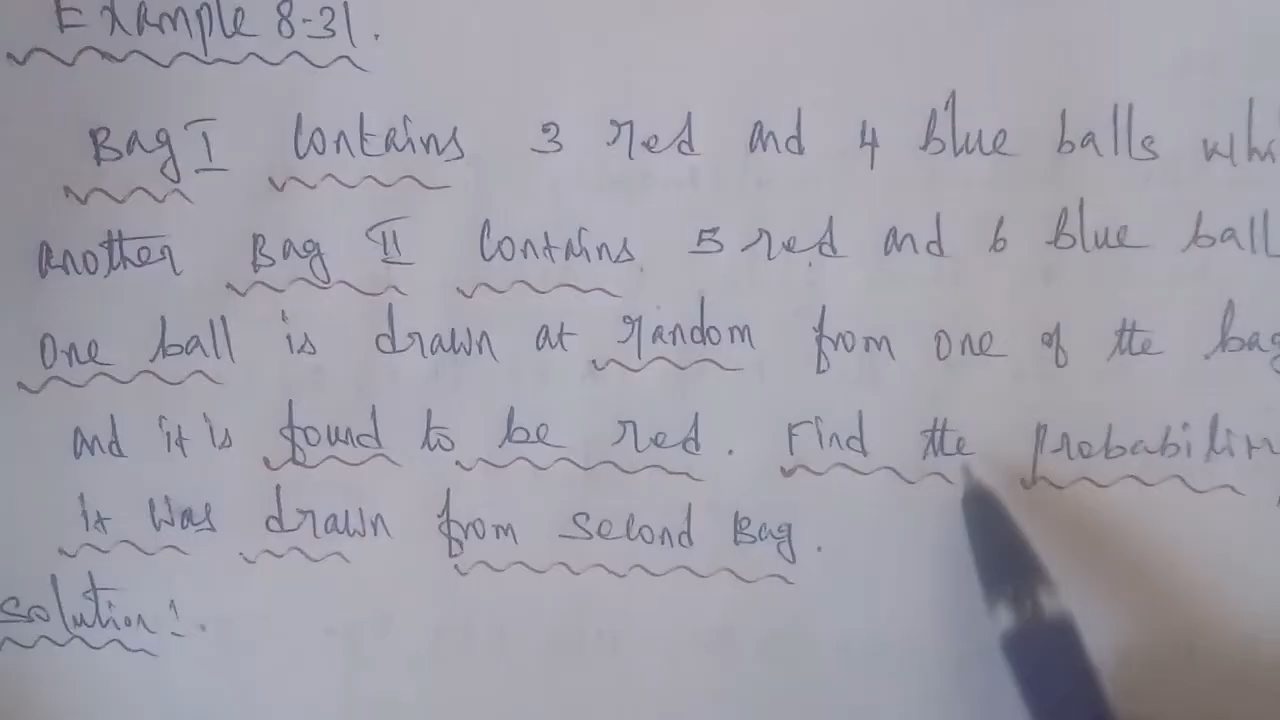 Example 8.31.
Bag I Contains 3 red and 4 blue balls
another Bag II Contains 5 red and 6 blue ball
One ball is drawn at random from one of the bag
and it is found to be red. Find the
it was drawn from second Bag.
solution:.